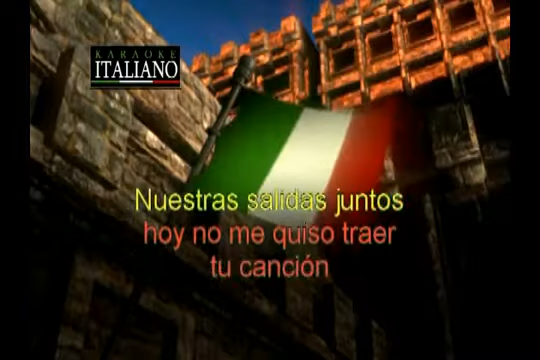 KARAOKE
ITALIANO
Nuestras salidas juntos
hoy no me quiso traer
tu canción